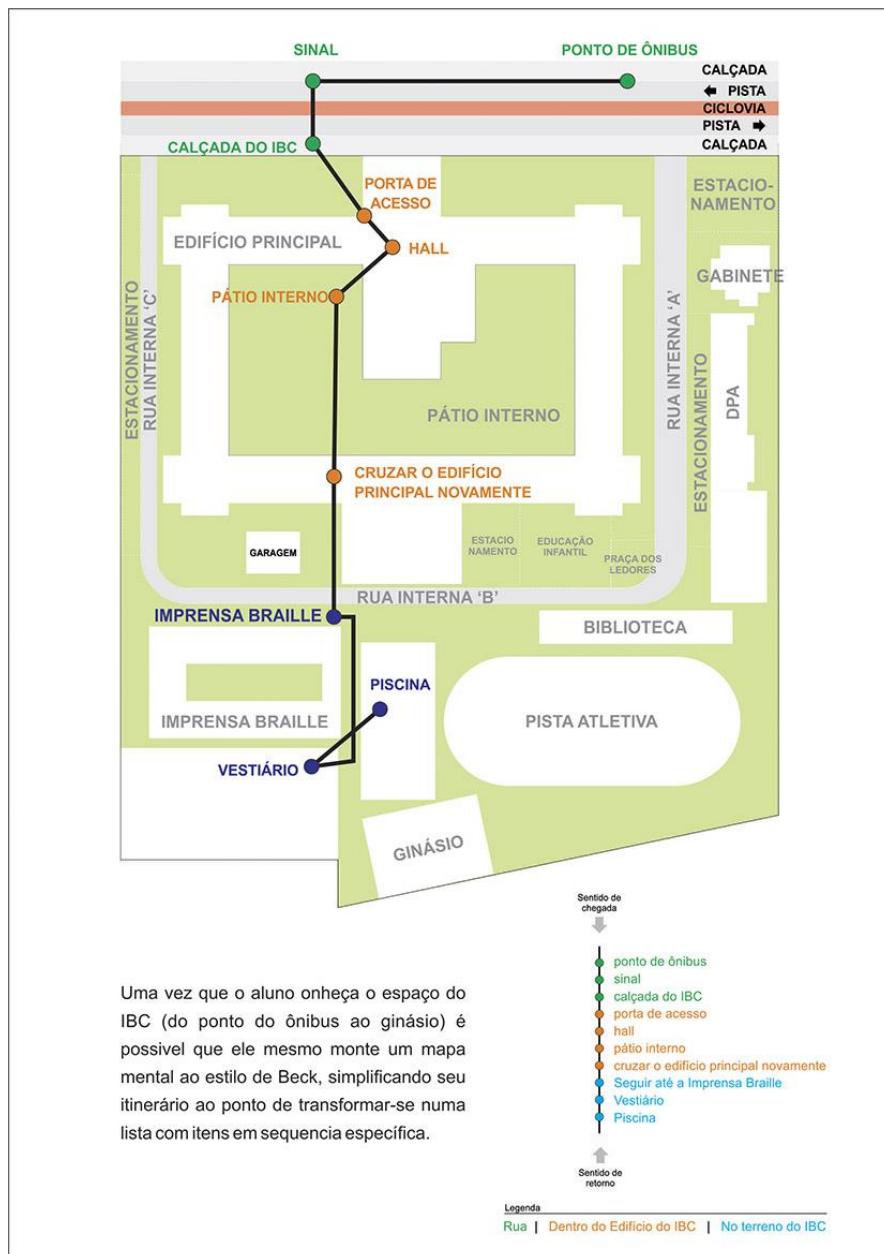 SINAL
PONTO DE ÔNIBUS
CALÇADA
PISTA
CICLOVIA
PISTA
CALÇADA
CALÇADA DO IBC
PORTA DE
ACESSO
ESTACIO-
NAMENTO
EDIFÍCIO PRINCIPAL
HALL
GABINETE
PÁTIO INTERNO
ESTACIONAMENTO
RUA INTERNA ‘C’
RUA INTERNA ‘A’
ESTACIONAMENTO
DPA
PÁTIO INTERNO
CRUZAR O EDIFÍCIO
PRINCIPAL NOVAMENTE
GARAGEM
ESTACIO
NAMENTO
EDUCAÇÃO
INFANTIL
PRAÇA DOS
LEDORES
RUA INTERNA ‘B’
IMPRENSA BRAILLE
BIBLIOTECA
PISCINA
IMPRENSA BRAILLE
PISTA ATLETIVA
VESTIÁRIO
GINÁSIO
Sentido de
chegada
ponto de ônibus
sinal
calçada do IBC
porta de acesso
hall
pátio interno
cruzar o edifício principal novamente
Seguir até a Imprensa Braille
Vestiário
Piscina
Sentido de
retorno
Uma vez que o aluno onheça o espaço do
IBC (do ponto do ônibus ao ginásio) é
possivel que ele mesmo monte um mapa
mental ao estilo de Beck, simplificando seu
itinerário ao ponto de transformar-se numa
lista com itens em sequencia específica.
Legenda
Rua | Dentro do Edifício do IBC | No terreno do IBC